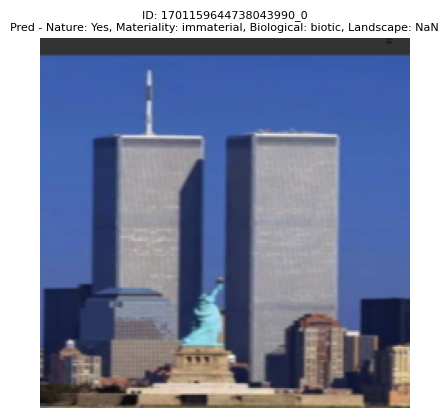 ID: 1701159644738043990_0
Pred - Nature: Yes, Materiality: immaterial, Biological: biotic, Landscape: NaN